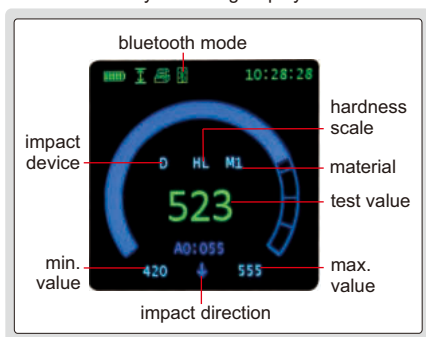 bluetooth mode
10:28:28
hardness
scale
impact
device
D HL M1
material
523
test value
A0:055
min.
value
420
555
max.
value
impact direction